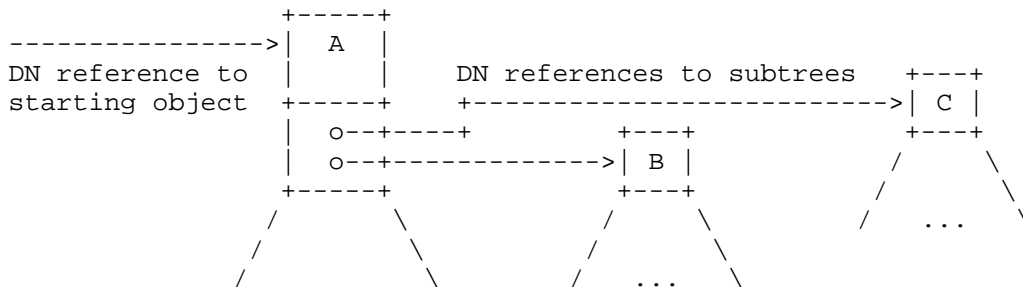 +-----+
---------------->|  A  |
DN reference to  |     |    DN references to subtrees   +---+
starting object  +-----+    +-------------------------->| C |
                 |  o--+----+         +---+             +---+
                 |  o--+------------->| B |            /     \
                 +-----+              +---+           /       \
                /       \            /     \         /   ...   \
               /         \          /       \
              /           \        /   ...   \